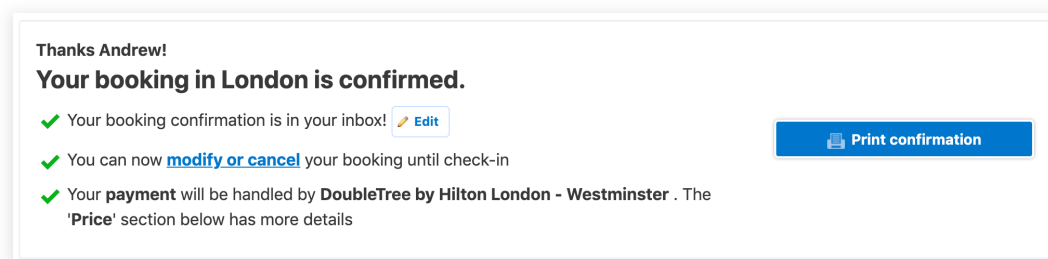 Thanks Andrew!
Your booking in London is confirmed.
Your booking confirmation is in your inbox! Edit
You can now modify or cancel your booking until check-in
Print confirmation
Your payment will be handled by DoubleTree by Hilton London - Westminster . The
'Price' section below has more details